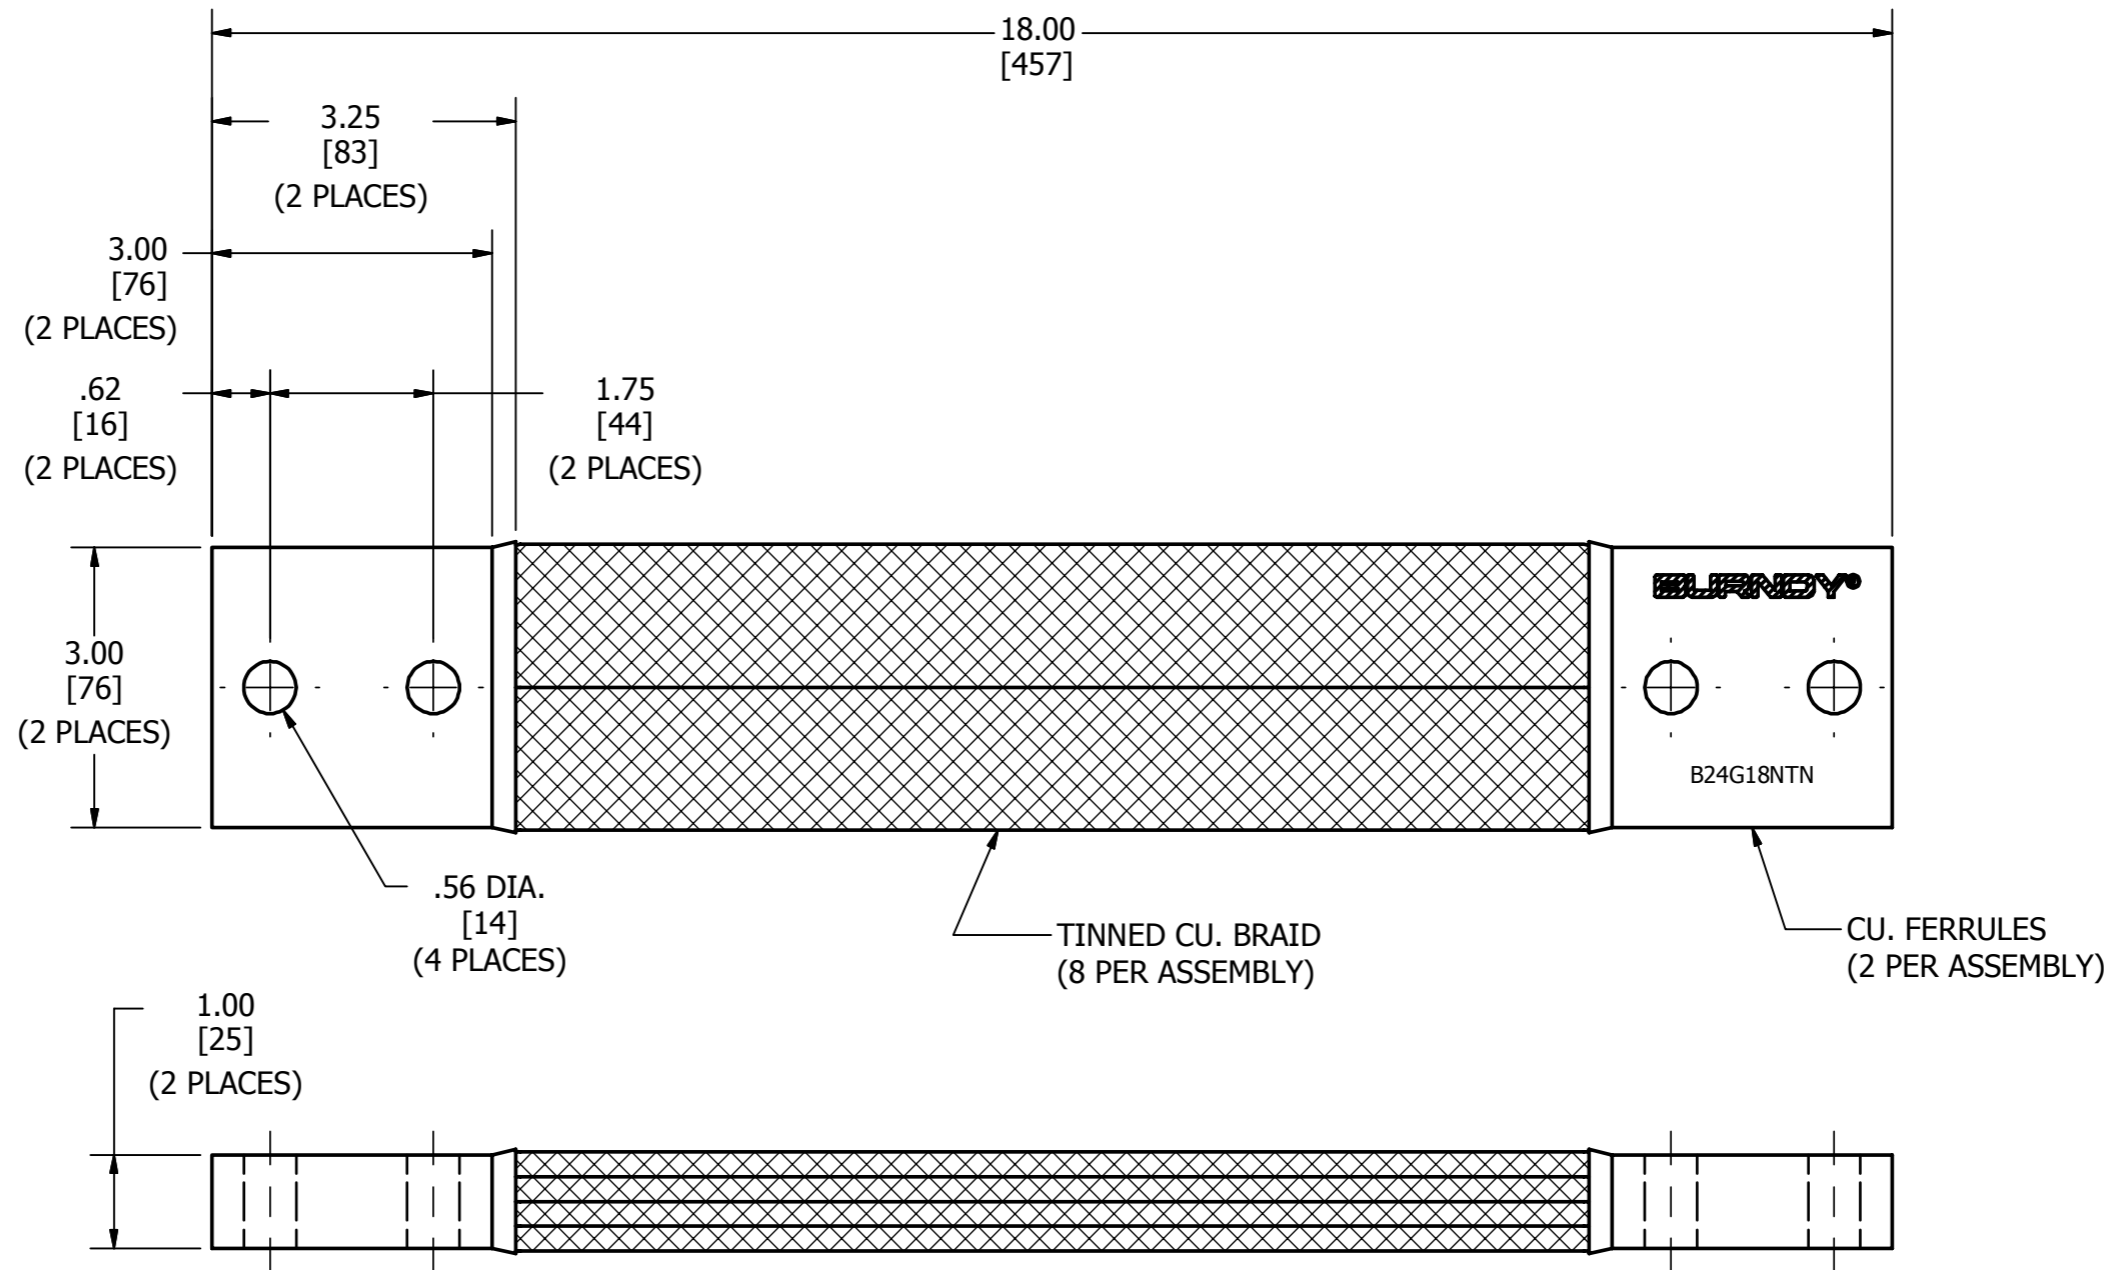 18.00
[457]
3.25
[83]
(2 PLACES)
3.00
[76]
(2 PLACES)
.62
[16]
(2 PLACES)
1.75
[44]
(2 PLACES)
BURNDY®
3.00
[76]
(2 PLACES)
B24G18NTN
.56 DIA.
[14]
(4 PLACES)
TINNED CU. BRAID
(8 PER ASSEMBLY)
CU. FERRULES
(2 PER ASSEMBLY)
1.00
[25]
(2 PLACES)